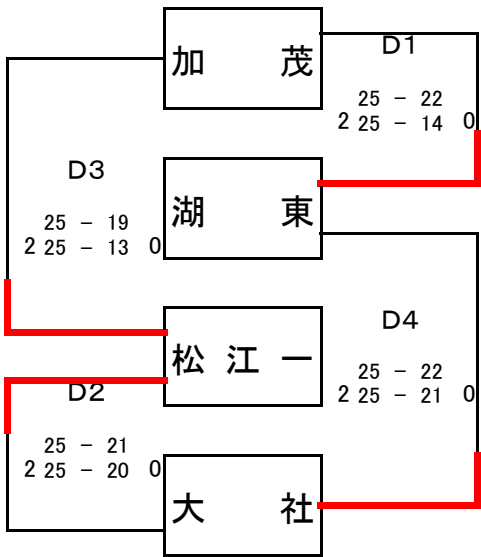 加 茂
D1
25 - 22
2 25 - 14 0
D3
湖 東
25 - 19
2 25 - 13 0
D4
松 江 一
25 - 22
2 25 - 21 0
D2
25 - 21
2 25 - 20 0
大 社